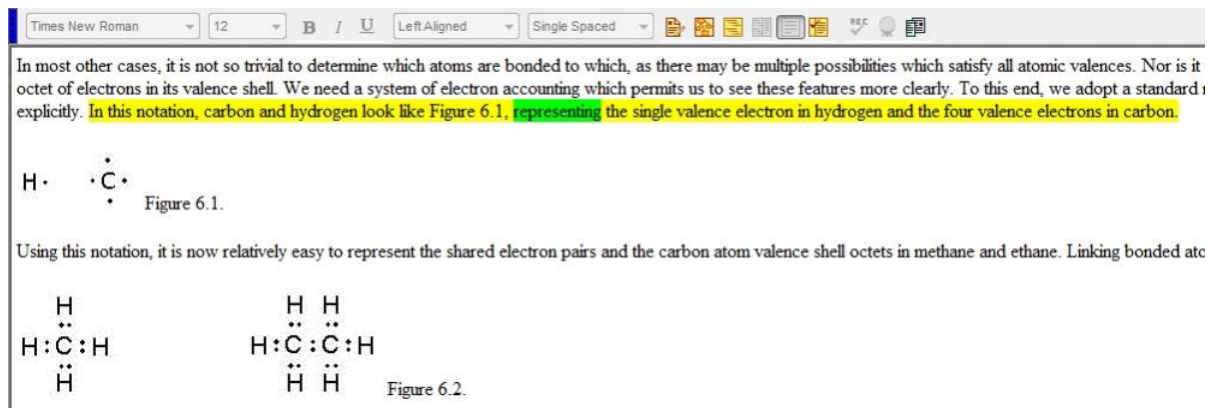 Times New Roman 12 B I U Left Aligned Single Spaced
In most other cases, it is not so trivial to determine which atoms are bonded to which, as there may be multiple possibilities which satisfy all atomic valences. Nor is it
octet of electrons in its valence shell. We need a system of electron accounting which permits us to see these features more clearly. To this end, we adopt a standard
explicitly. In this notation, carbon and hydrogen look like Figure 6.1, representing the single valence electron in hydrogen and the four valence electrons in carbon.
H· ·C·
Figure 6.1.
Using this notation, it is now relatively easy to represent the shared electron pairs and the carbon atom valence shell octets in methane and ethane. Linking bonded
H H H
H:C:H H:C:C:H
H H H
Figure 6.2.